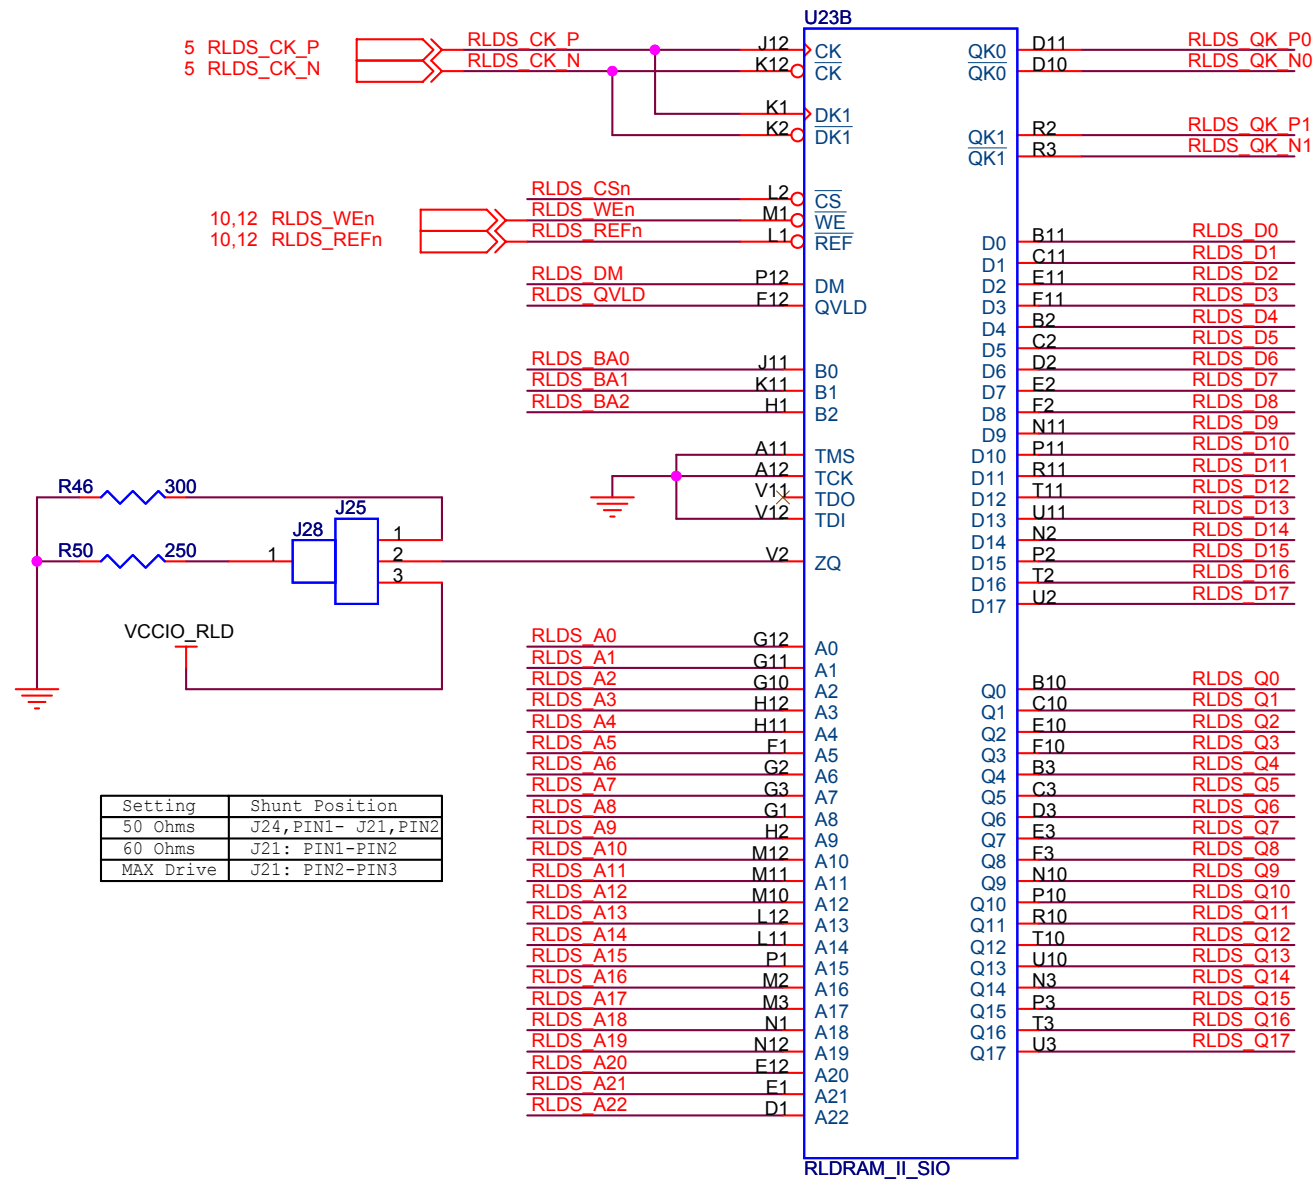 U23B
5 RLDS_CK_P
5 RLDS_CK_N
RLDS_CK_P
RLDS_CK_N
J12 CK
K12 CK
K1 DK1
K2 DK1
10,12 RLDS_WEn
10,12 RLDS_REFn
RLDS_CSn L2 CS
RLDS_WEn M1 WE
RLDS_REFn L1 REF
RLDS_DM P12 DM
RLDS_QVLD F12 QVLD
RLDS_BA0 J11 B0
RLDS_BA1 K11 B1
RLDS_BA2 H1 B2
A11 TMS
A12 TCK
V11 TDO
V12 TDI
R46 300
J25
J28
1
R50 250 1
2
3
V2 ZQ
VCCIO_RLD
RLDS_A0 G12 A0
RLDS_A1 G11 A1
RLDS_A2 G10 A2
RLDS_A3 H12 A3
RLDS_A4 H11 A4
RLDS_A5 F1 A5
RLDS_A6 G2 A6
RLDS_A7 G3 A7
RLDS_A8 G1 A8
RLDS_A9 H2 A9
RLDS_A10 M12 A10
RLDS_A11 M11 A11
RLDS_A12 M10 A12
RLDS_A13 L12 A13
RLDS_A14 L11 A14
RLDS_A15 P1 A15
RLDS_A16 M2 A16
RLDS_A17 M3 A17
RLDS_A18 N1 A18
RLDS_A19 N12 A19
RLDS_A20 E12 A20
RLDS_A21 E1 A21
RLDS_A22 D1 A22
Setting Shunt Position
50 Ohms J24,PIN1- J21,PIN2
60 Ohms J21: PIN1-PIN2
MAX Drive J21: PIN2-PIN3
QK0 D11 RLDS_QK_P0
QK0 D10 RLDS_QK_N0
QK1 R2 RLDS_QK_P1
QK1 R3 RLDS_QK_N1
D0 B11 RLDS_D0
D1 C11 RLDS_D1
D2 E11 RLDS_D2
D3 F11 RLDS_D3
D4 B2 RLDS_D4
D5 C2 RLDS_D5
D6 D2 RLDS_D6
D7 E2 RLDS_D7
D8 F2 RLDS_D8
D9 N11 RLDS_D9
D10 P11 RLDS_D10
D11 R11 RLDS_D11
D12 T11 RLDS_D12
D13 U11 RLDS_D13
D14 N2 RLDS_D14
D15 P2 RLDS_D15
D16 T2 RLDS_D16
D17 U2 RLDS_D17
Q0 B10 RLDS_Q0
Q1 C10 RLDS_Q1
Q2 E10 RLDS_Q2
Q3 F10 RLDS_Q3
Q4 B3 RLDS_Q4
Q5 C3 RLDS_Q5
Q6 D3 RLDS_Q6
Q7 E3 RLDS_Q7
Q8 F3 RLDS_Q8
Q9 N10 RLDS_Q9
Q10 P10 RLDS_Q10
Q11 R10 RLDS_Q11
Q12 T10 RLDS_Q12
Q13 U10 RLDS_Q13
Q14 N3 RLDS_Q14
Q15 P3 RLDS_Q15
Q16 T3 RLDS_Q16
Q17 U3 RLDS_Q17
RLDRAM_II_SIO